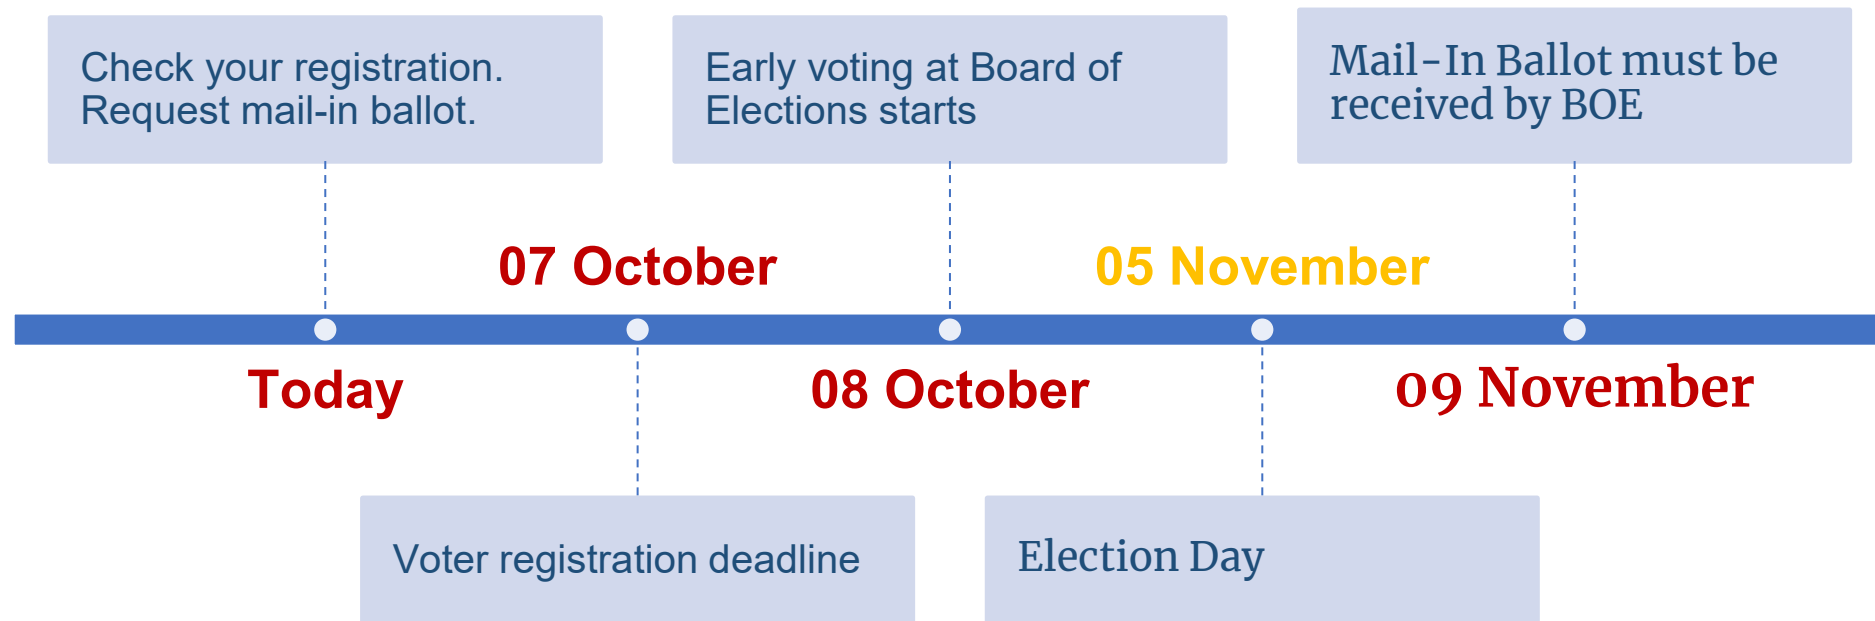 Check your registration.
Request mail-in ballot.
Early voting at Board of
Elections starts
Mail-In Ballot must be
received by BOE
07 October
05 November
Today
08 October
09 November
Voter registration deadline
Election Day